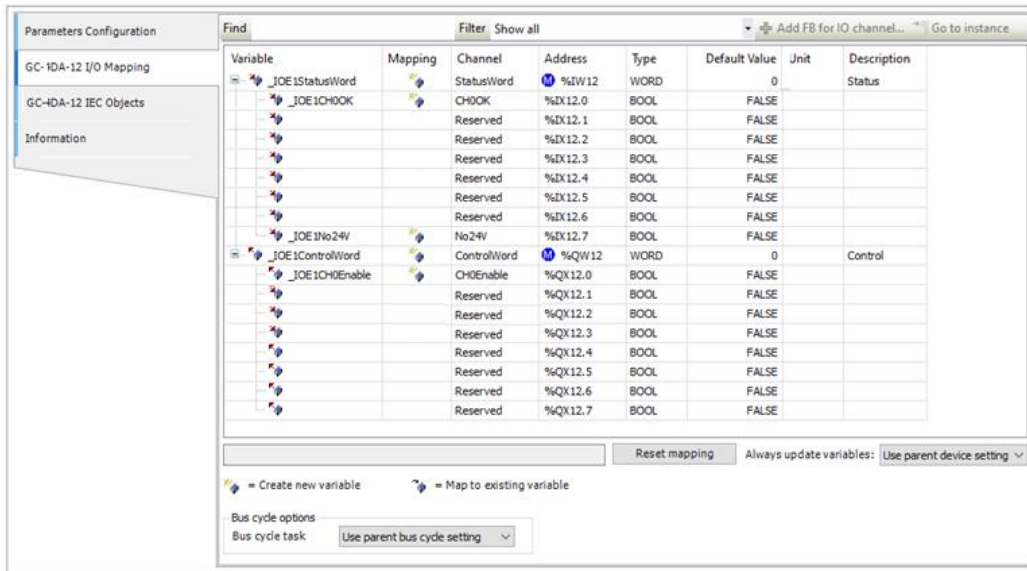 Parameters Configuration
GC-1DA-12 I/O Mapping
GC-4DA-12 IEC Objects
Information
Find Filter Show all Add FB for IO channel... Go to instance
Variable Mapping Channel Address Type Default Value Unit Description
_IOE1StatusWord StatusWord %IW12 WORD 0 Status
_IOE1CH0OK CH0OK %IX12.0 BOOL FALSE
Reserved %IX12.1 BOOL FALSE
Reserved %IX12.2 BOOL FALSE
Reserved %IX12.3 BOOL FALSE
Reserved %IX12.4 BOOL FALSE
Reserved %IX12.5 BOOL FALSE
Reserved %IX12.6 BOOL FALSE
_IOE1No24V No24V %IX12.7 BOOL FALSE
_IOE1ControlWord ControlWord %QW12 WORD 0 Control
_IOE1CH0Enable CH0Enable %QX12.0 BOOL FALSE
Reserved %QX12.1 BOOL FALSE
Reserved %QX12.2 BOOL FALSE
Reserved %QX12.3 BOOL FALSE
Reserved %QX12.4 BOOL FALSE
Reserved %QX12.5 BOOL FALSE
Reserved %QX12.6 BOOL FALSE
Reserved %QX12.7 BOOL FALSE
Reset mapping Always update variables: Use parent device setting
= Create new variable = Map to existing variable
Bus cycle options
Bus cycle task Use parent bus cycle setting